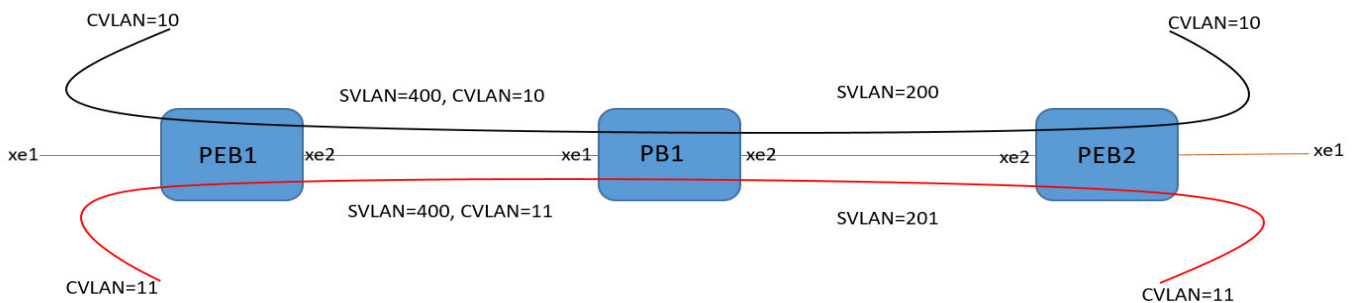 CVLAN=10
CVLAN=10
SVLAN=400, CVLAN=10
SVLAN=200
xe1
PEB1
xe2
xe1
PB1
xe2
xe2
PEB2
xe1
SVLAN=400, CVLAN=11
SVLAN=201
CVLAN=11
CVLAN=11